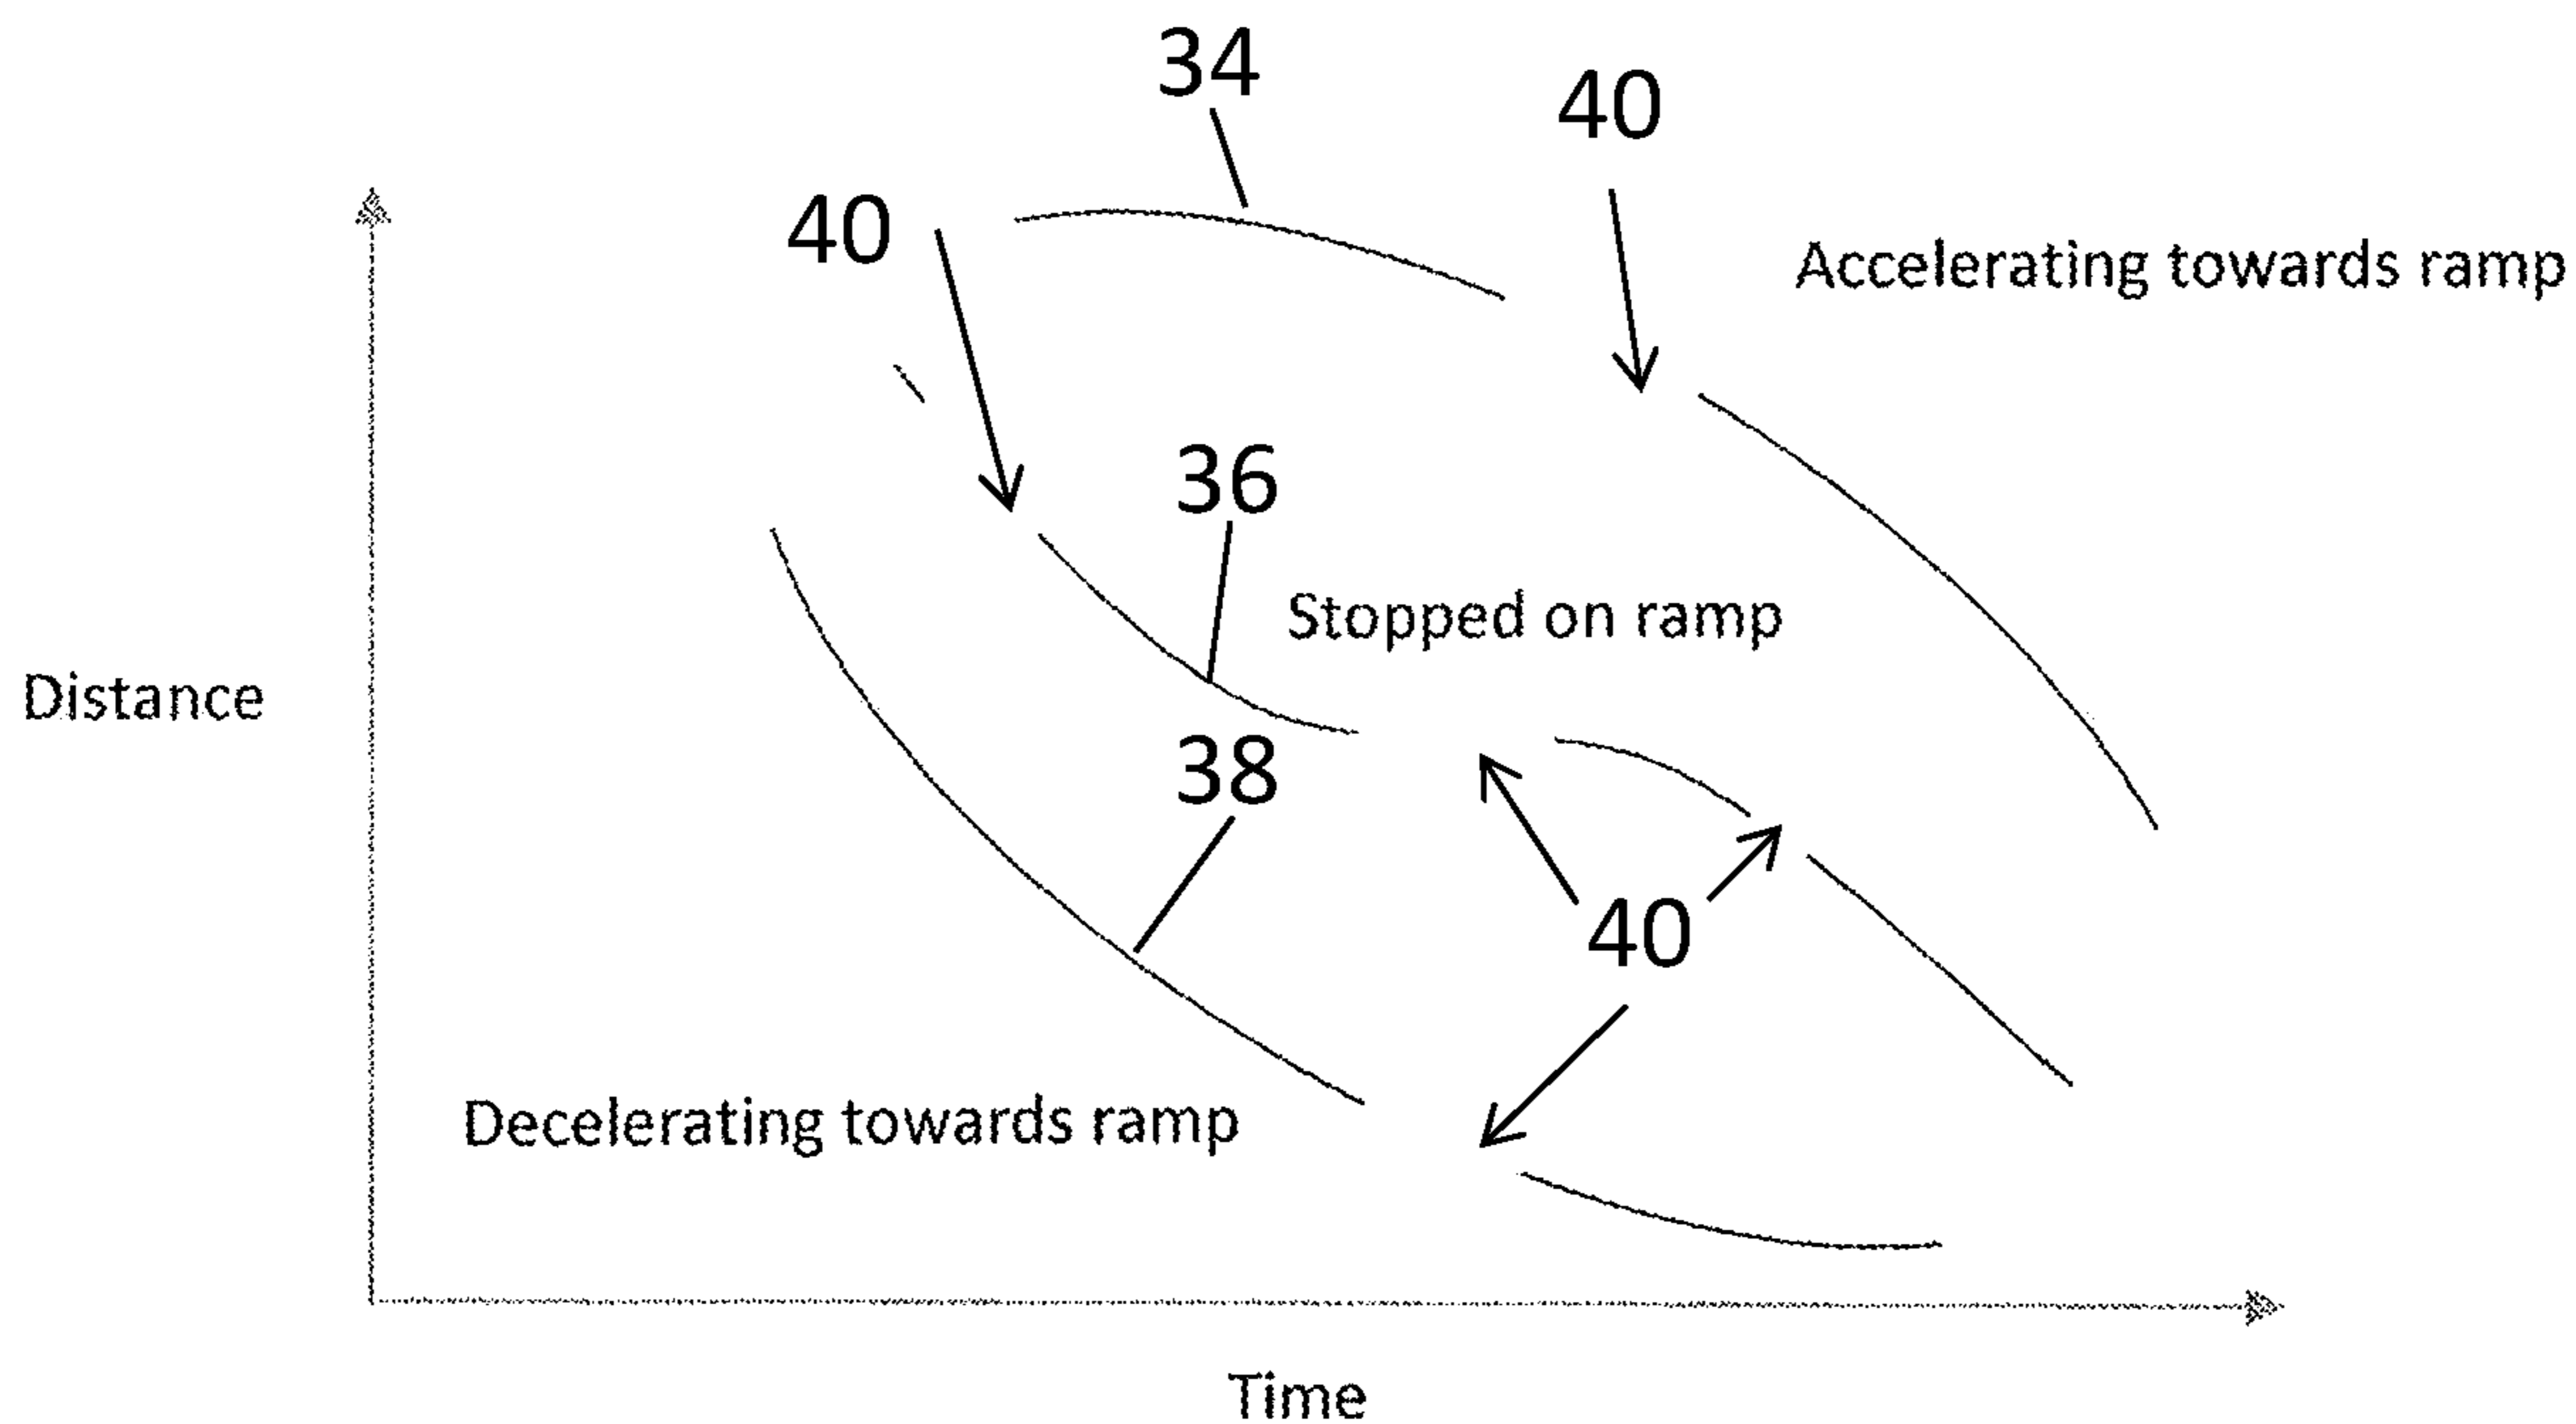 34
40
40
Accelerating towards ramp
36
Stopped on ramp
Distance
38
40
Decelerating towards ramp
Time